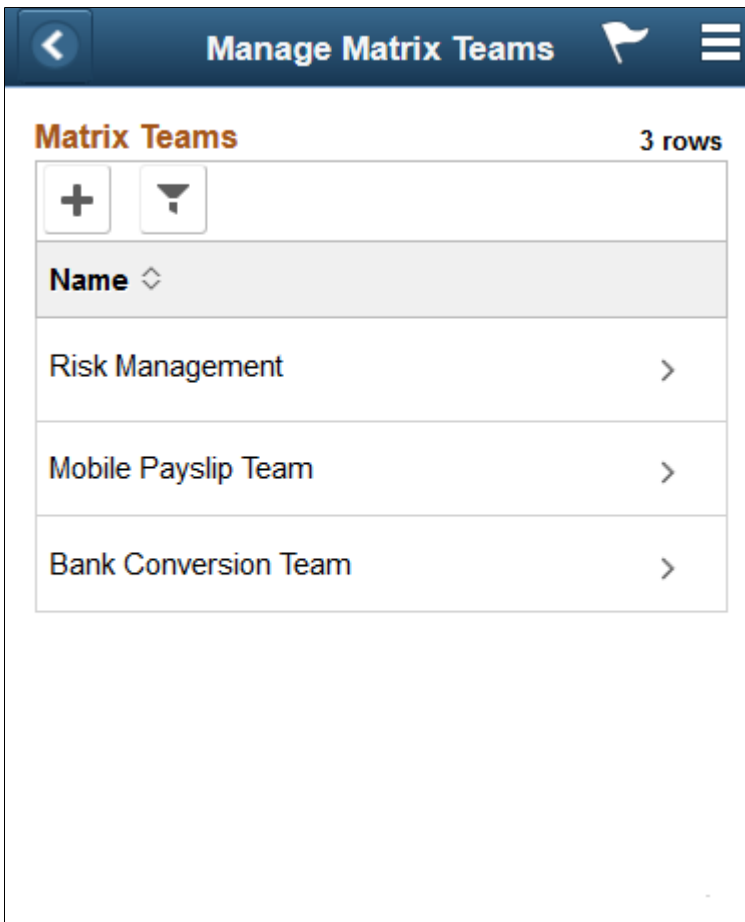 Manage Matrix Teams
Matrix Teams
3 rows
Name
Risk Management
Mobile Payslip Team
Bank Conversion Team